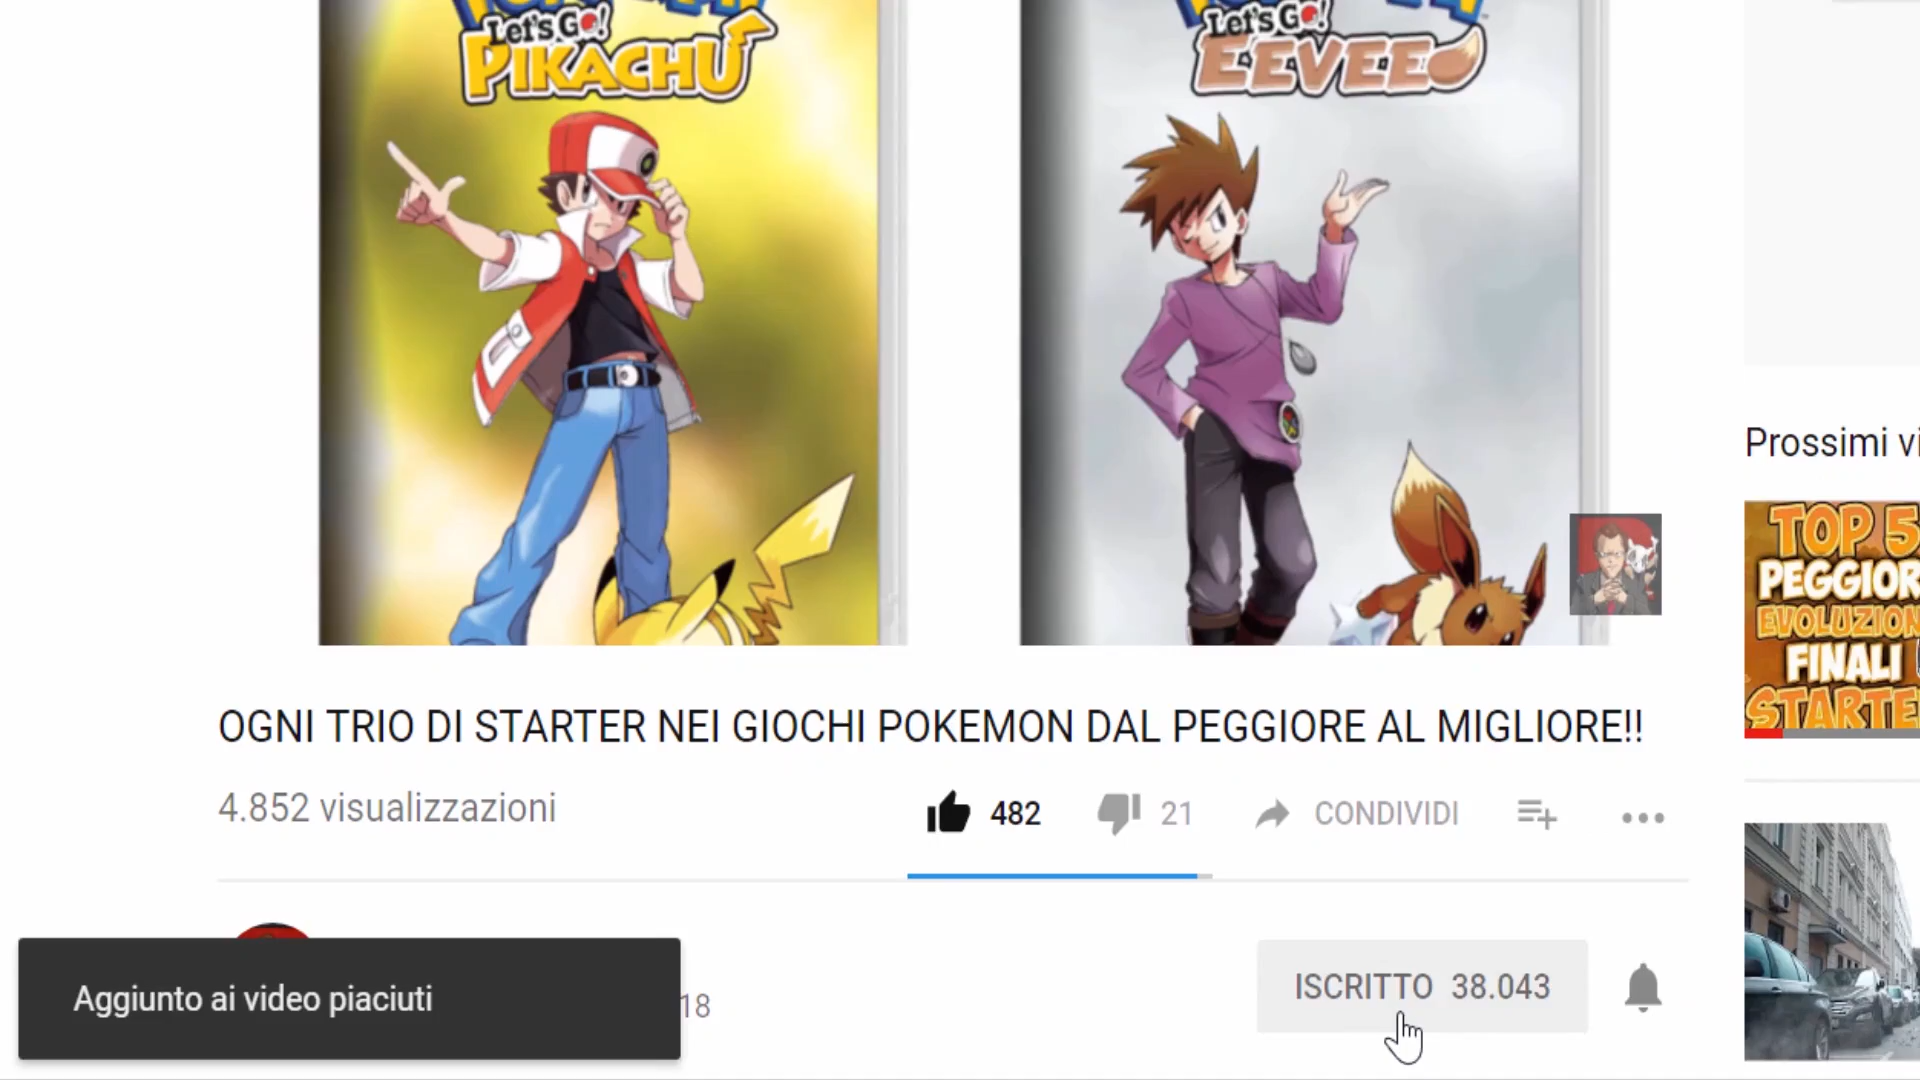 Let's Go!
PIKACHU
Let's Go!
EEVEE
Prossimi vi
TOP 5
PEGGIOR
EVOLUZION
FINALI
STARTE
OGNI TRIO DI STARTER NEI GIOCHI POKEMON DAL PEGGIORE AL MIGLIORE!!
4.852 visualizzazioni
482
21
CONDIVIDI
Aggiunto ai video piaciuti
18
ISCRITTO 38.043